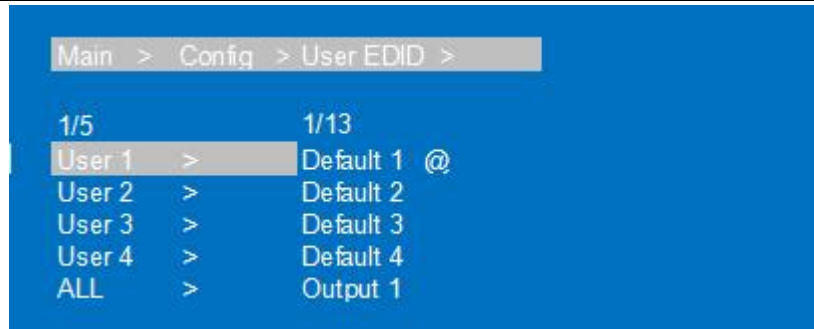 Main > Config > User EDID >
1/5 1/13
User 1 > Default 1 @
User 2 > Default 2
User 3 > Default 3
User 4 > Default 4
ALL > Output 1